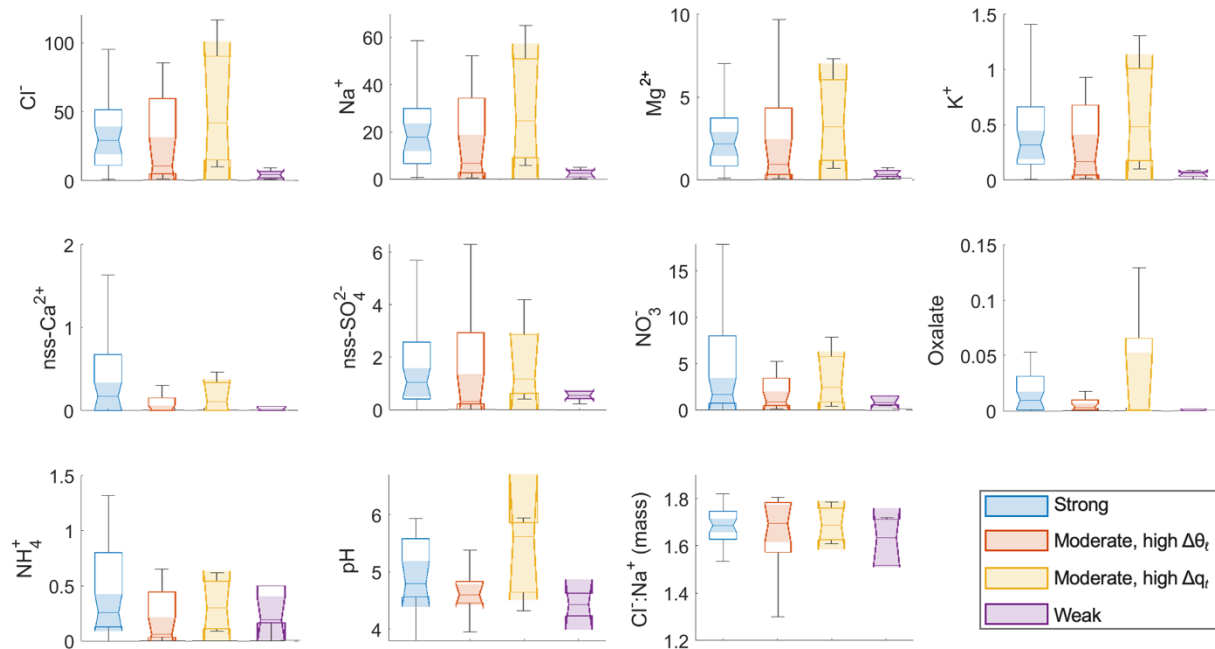 Cl⁻
100
50
0
Na⁺
60
40
20
0
Mg²⁺
10
5
0
K⁺
1.5
1
0.5
0
nss-Ca²⁺
2
1
0
nss-SO₄²⁻
6
4
2
0
NO₃⁻
15
10
5
0
Oxalate
0.15
0.1
0.05
0
NH₄⁺
1.5
1
0.5
0
pH
6
5
4
Cl⁻:Na⁺ (mass)
1.8
1.6
1.4
1.2
Strong
Moderate, high Δθₜ
Moderate, high Δqₜ
Weak